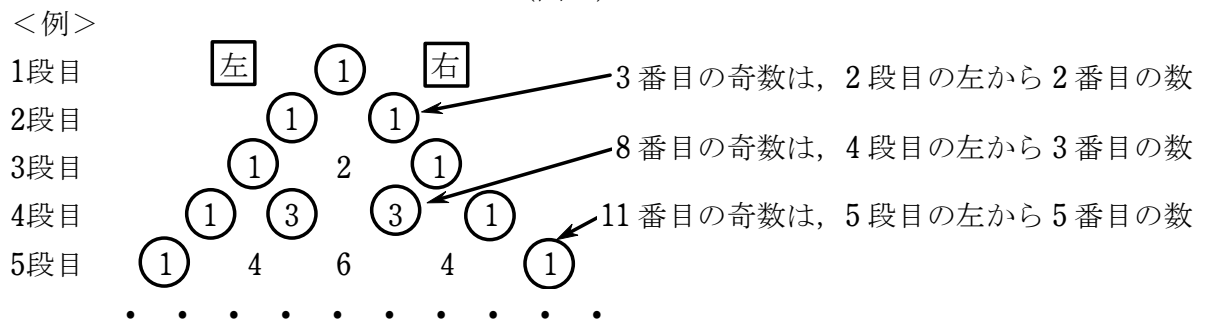 ＜例＞
1段目 左 1 右 3番目の奇数は，2段目の左から2番目の数
2段目 1 1
3段目 1 2 1 8番目の奇数は，4段目の左から3番目の数
4段目 1 3 3 1 11番目の奇数は，5段目の左から5番目の数
5段目 1 4 6 4 1
・ ・ ・ ・ ・ ・ ・ ・ ・ ・